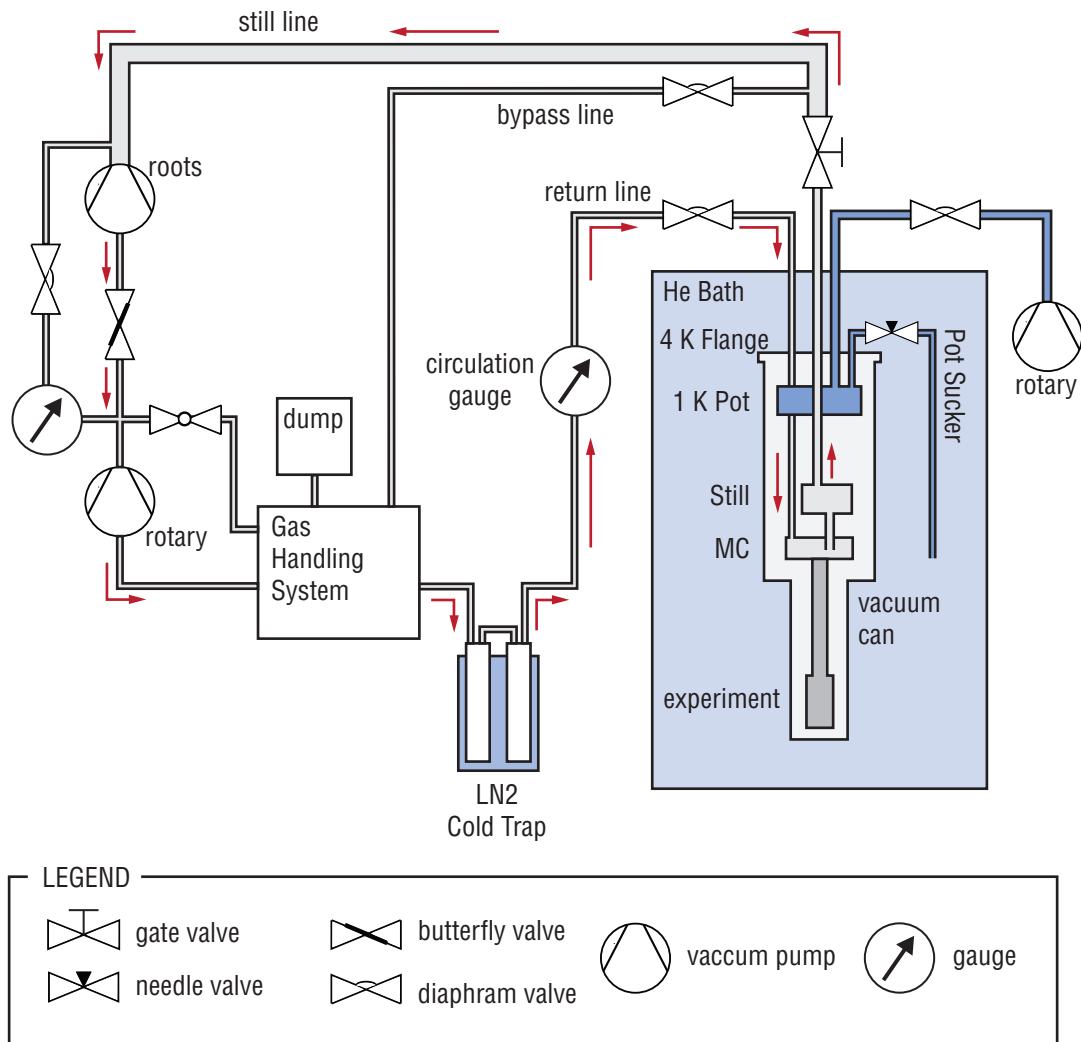 still line
bypass line
roots
return line
He Bath
4 K Flange
circulation
gauge
1 K Pot
Pot Sucker
rotary
dump
Still
rotary
Gas
Handling
System
MC
vacuum
can
experiment
LN2
Cold Trap
LEGEND
gate valve
butterfly valve
vaccum pump
gauge
needle valve
diaphram valve